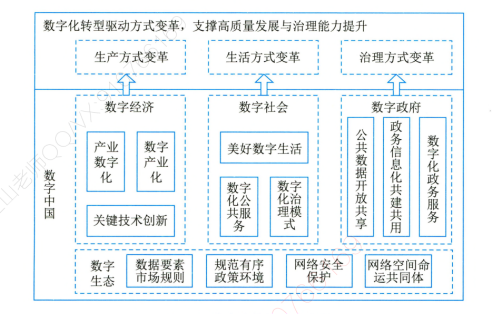 数字化转型驱动方式变革，支撑高质量发展与治理能力提升
生产方式变革
生活方式变革
治理方式变革
数字中国
数字经济
产业
数字
化
数字
产业
化
关键技术创新
数字社会
美好数字生活
数字
化公
共服
务
数字
化治
理模
式
数字政府
公共数据开放共享
政务
信息化共建共用
数字化政务服务
数字
生态
数据要素
市场规则
规范有序
政策环境
网络安全
保护
网络空间命
运共同体